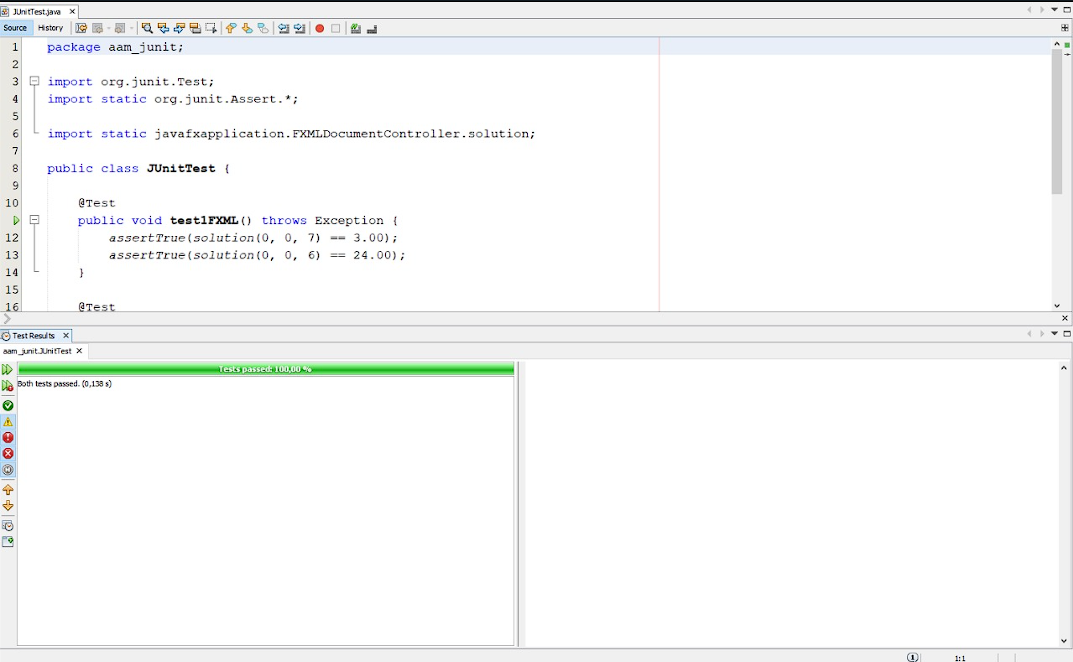 JUnitTest.java
Source History
1 package aam_junit;
2
3 import org.junit.Test;
4 import static org.junit.Assert.*;
5
6 import static javafxapplication.FXMLDocumentController.solution;
7
8 public class JUnitTest {
9
10 @Test
public void test1FXML() throws Exception {
12 assertTrue(solution(0, 0, 7) == 3.00);
13 assertTrue(solution(0, 0, 6) == 24.00);
14 }
15
16 @Test
Test Results
aam_junit.JUnitTest
Tests passed: 100,00 %
Both tests passed. (0,138 s)
1:1